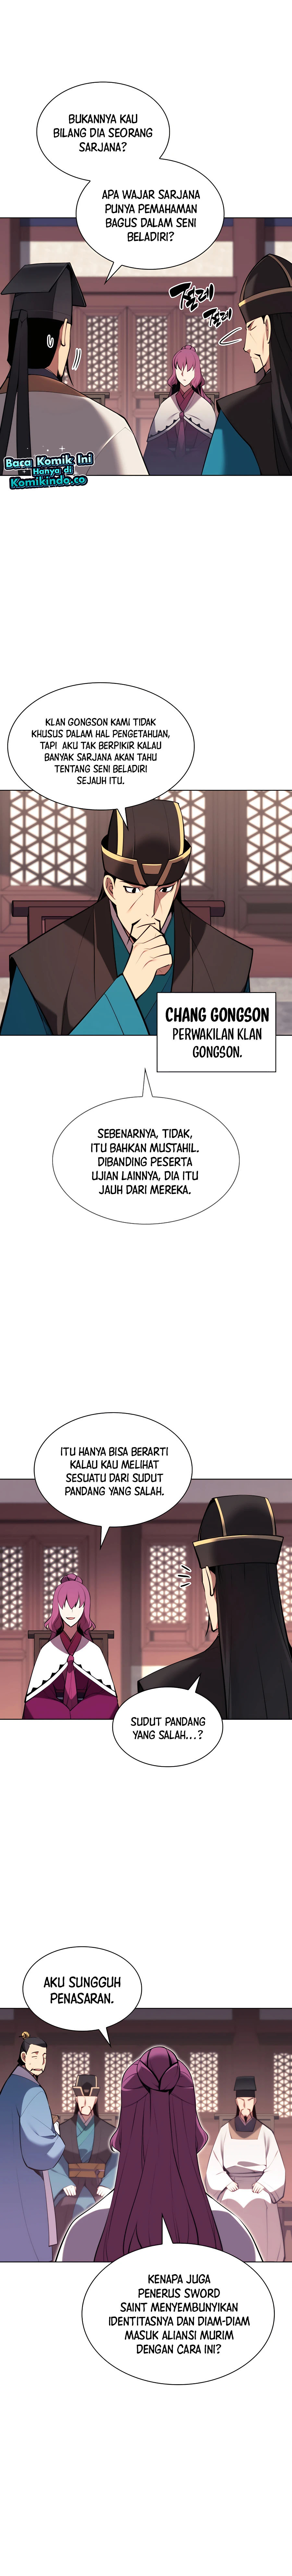 BUKANNYA KAU
BILANG DIA SEORANG
SARJANA?
APA WAJAR SARJANA
PUNYA PEMAHAMAN
BAGUS DALAM SENI
BELADIRI?
Baca Komik Ini
Hanya di
Komikindo.co
KLAN GONGSON KAMI TIDAK
KHUSUS DALAM HAL PENGETAHUAN,
TAPI AKU TAK BERPIKIR KALAU
BANYAK SARJANA AKAN TAHU
TENTANG SENI BELADIRI
SEJAUH ITU.
CHANG GONGSON
PERWAKILAN KLAN
GONGSON.
SEBENARNYA, TIDAK,
ITU BAHKAN MUSTAHIL.
DIBANDING PESERTA
UJIAN LAINNYA, DIA ITU
JAUH DARI MEREKA.
ITU HANYA BISA BERARTI
KALAU KAU MELIHAT
SESUATU DARI SUDUT
PANDANG YANG SALAH.
SUDUT PANDANG
YANG SALAH...?
AKU SUNGGUH
PENASARAN.
KENAPA JUGA
PENERUS SWORD
SAINT MENYEMBUNYIKAN
IDENTITASNYA DAN DIAM-DIAM
MASUK ALIANSI MURIM
DENGAN CARA INI?